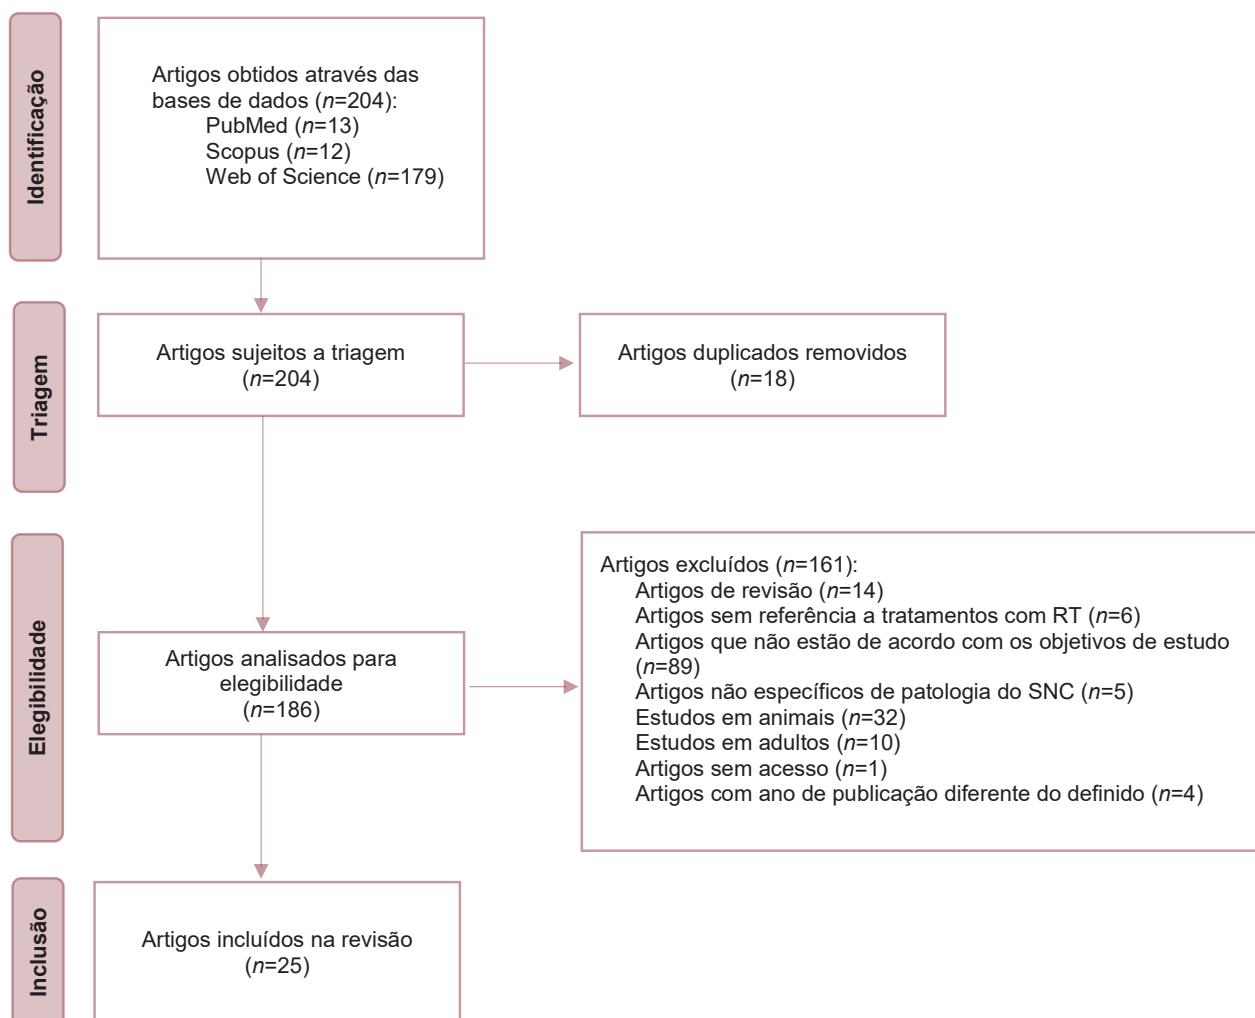 Identificação
Artigos obtidos através das
bases de dados (n=204):
PubMed (n=13)
Scopus (n=12)
Web of Science (n=179)
Triagem
Artigos sujeitos a triagem
(n=204)
Artigos duplicados removidos
(n=18)
Elegibilidade
Artigos analisados para
elegibilidade
(n=186)
Artigos excluídos (n=161):
Artigos de revisão (n=14)
Artigos sem referência a tratamentos com RT (n=6)
Artigos que não estão de acordo com os objetivos de estudo
(n=89)
Artigos não específicos de patologia do SNC (n=5)
Estudos em animais (n=32)
Estudos em adultos (n=10)
Artigos sem acesso (n=1)
Artigos com ano de publicação diferente do definido (n=4)
Inclusão
Artigos incluídos na revisão
(n=25)